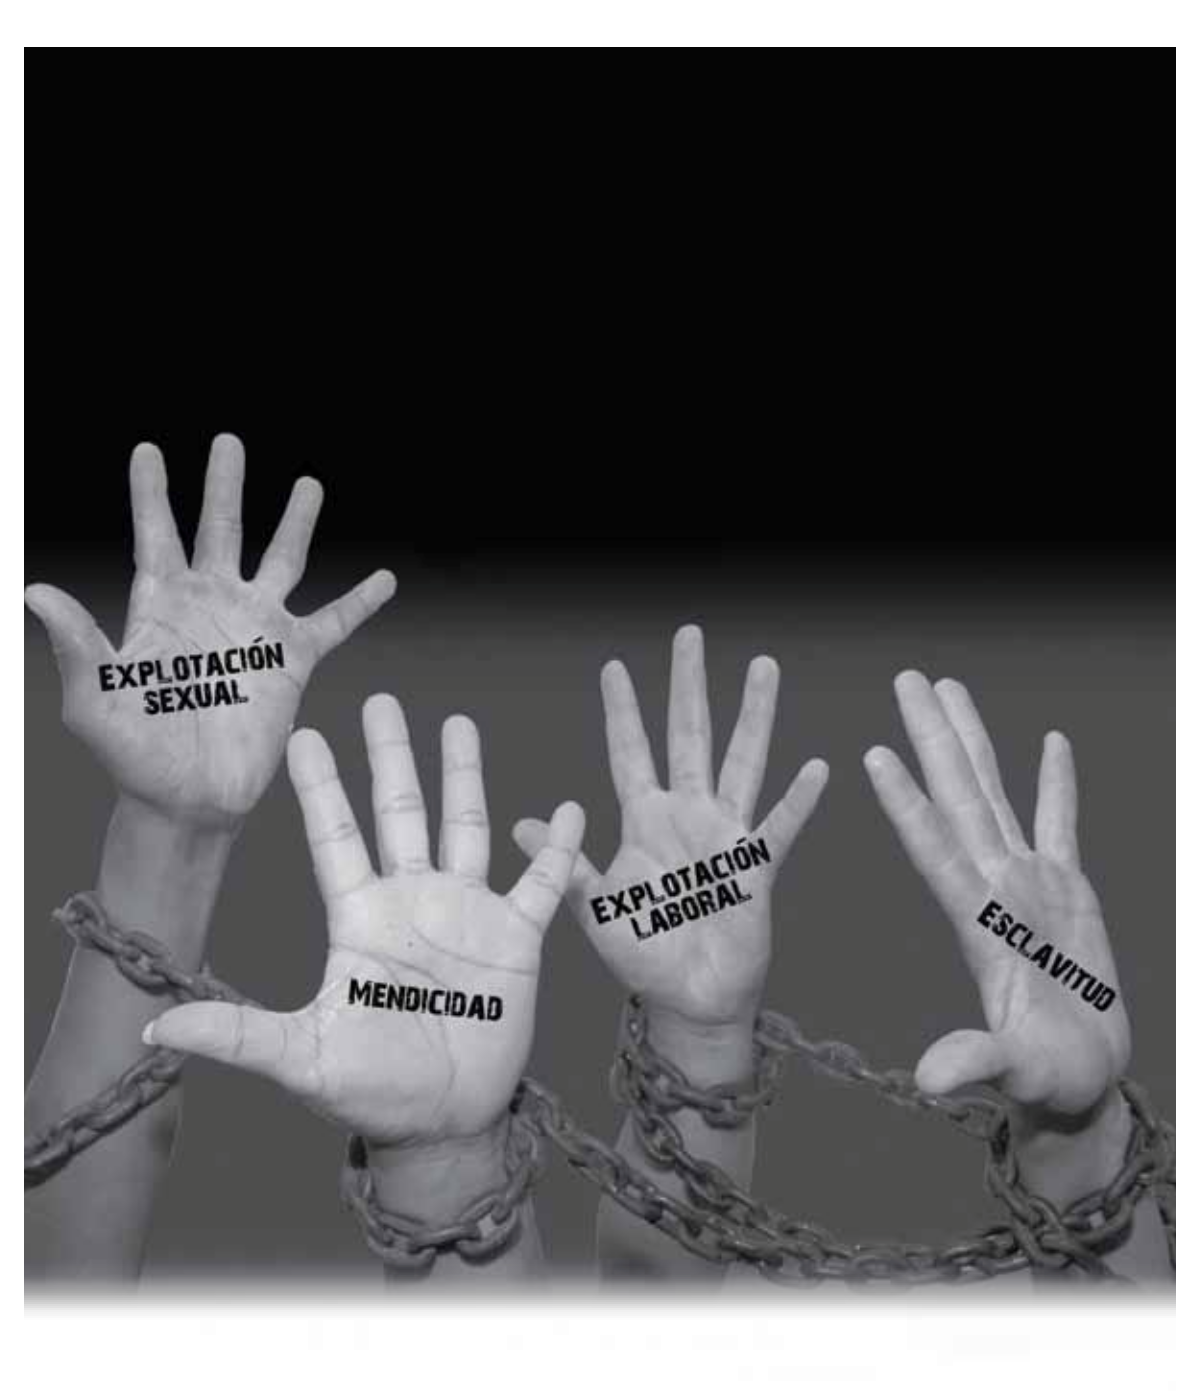 EXPLOTACIÓN
SEXUAL
MENDICIDAD
EXPLOTACIÓN
LABORAL
ESCLAVITUD